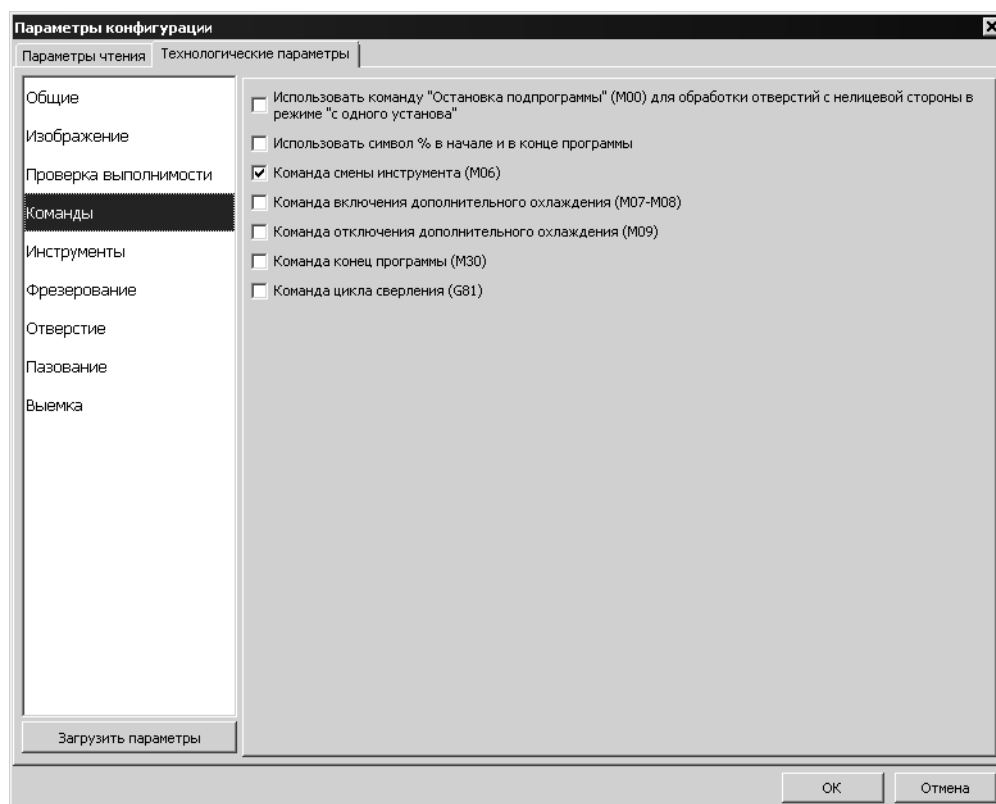 Параметры конфигурации
Параметры чтения
Технологические параметры
Общие
Изображение
Проверка выполнимости
Команды
Инструменты
Фрезерование
Отверстие
Пазование
Выемка
Загрузить параметры
Использовать команду "Остановка подпрограммы" (M00) для обработки отверстий с нелицевой стороны в
режиме "с одного установа"
Использовать символ % в начале и в конце программы
Команда смены инструмента (M06)
Команда включения дополнительного охлаждения (M07-M08)
Команда отключения дополнительного охлаждения (M09)
Команда конец программы (M30)
Команда цикла сверления (G81)
OK
Отмена